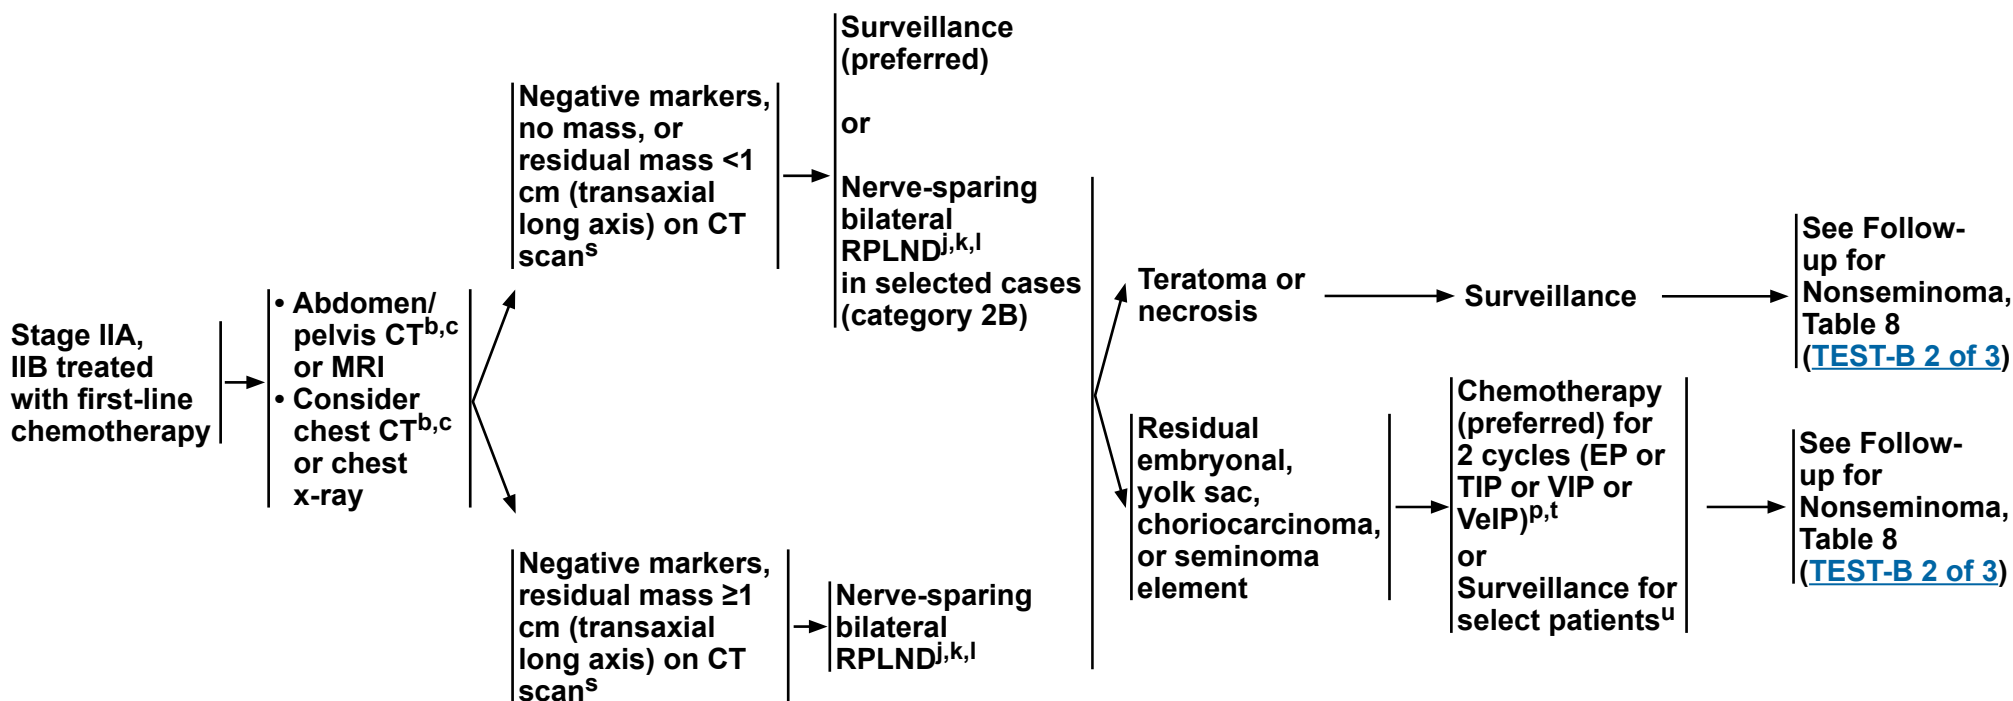 Stage IIA,
IIB treated
with first-line
chemotherapy
• Abdomen/
pelvis CTb,c
or MRI
• Consider
chest CTb,c
or chest
x-ray
Negative markers,
no mass, or
residual mass <1
cm (transaxial
long axis) on CT
scans
Surveillance
(preferred)
or
Nerve-sparing
bilateral
RPLNDj,k,l
in selected cases
(category 2B)
Negative markers,
residual mass ≥1
cm (transaxial
long axis) on CT
scans
Nerve-sparing
bilateral
RPLNDj,k,l
Teratoma or
necrosis
Surveillance
See Follow-
up for
Nonseminoma,
Table 8
(TEST-B 2 of 3)
Residual
embryonal,
yolk sac,
choriocarcinoma,
or seminoma
element
Chemotherapy
(preferred) for
2 cycles (EP or
TIP or VIP or
VeIP)p,t
or
Surveillance for
select patientsu
See Follow-
up for
Nonseminoma,
Table 8
(TEST-B 2 of 3)